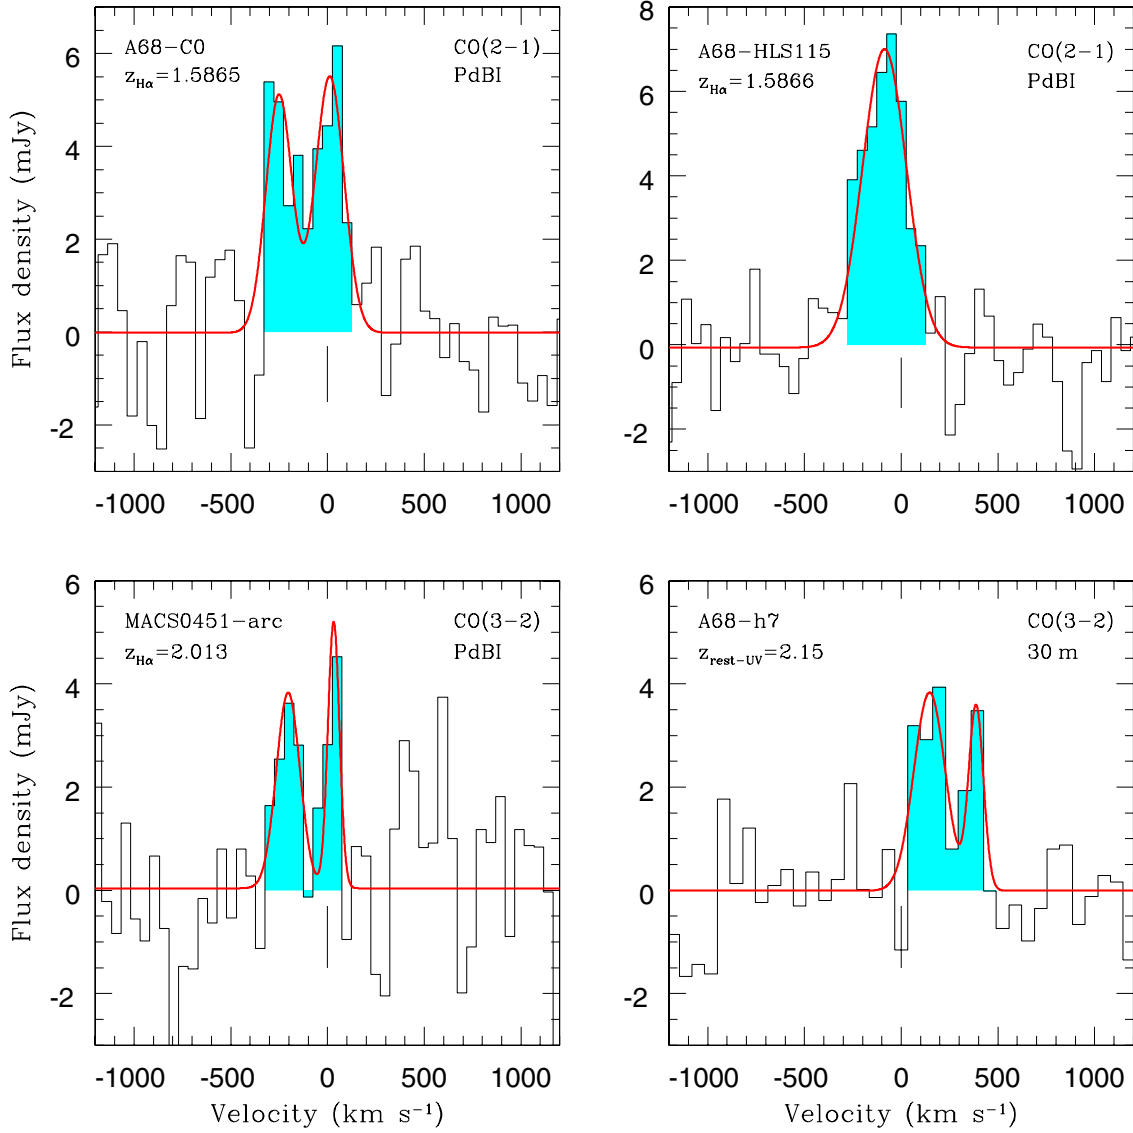 A68-C0 CO(2-1)
z_Hα=1.5865 PdBI
6
4
2
0
-2
Flux density (mJy)
-1000 -500 0 500 1000
A68-HLS115 CO(2-1)
z_Hα=1.5866 PdBI
8
6
4
2
0
-2
-1000 -500 0 500 1000
MACS0451-arc CO(3-2)
z_Hα=2.013 PdBI
6
4
2
0
-2
Flux density (mJy)
-1000 -500 0 500 1000
Velocity (km s⁻¹)
A68-h7 CO(3-2)
z_rest-UV=2.15 30 m
6
4
2
0
-2
-1000 -500 0 500 1000
Velocity (km s⁻¹)